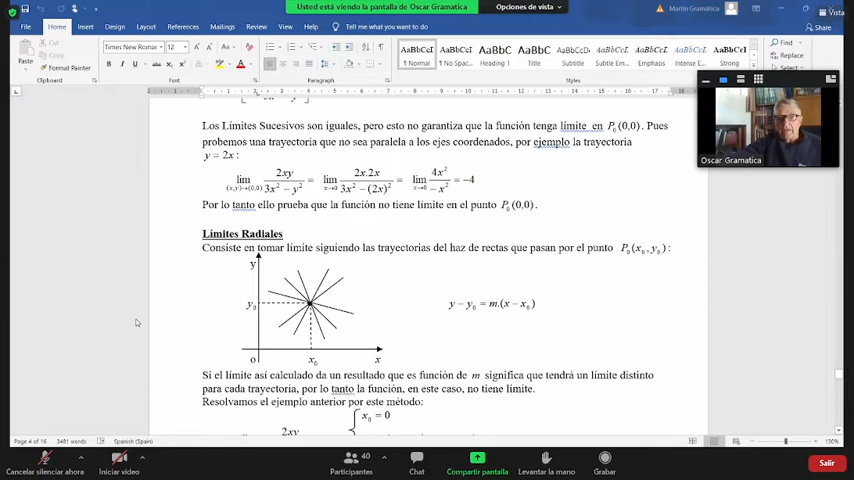 Usted está viendo la pantalla de Oscar Gramatica
Opciones de vista
Martín Gramática
Vista
File Home Insert Design Layout References Mailings Review View Help Tell me what you want to do
Share
Paste
Cut
Copy
Format Painter
Clipboard
Times New Roman 12
Font
Paragraph
AaBbCcI AaBbCcI AaBbC AaBbCc AaBbCcD AaBbCcL AaBbCcL AaBbCcI
1 Normal No Spacing Heading 1 Title Subtitle Subtle Em... Emphasis Intense E... Strong
Styles
Find
Replace
Select
Editing
Oscar Gramatica
Los Límites Sucesivos son iguales, pero esto no garantiza que la función tenga límite en P₀(0,0). Pues
probemos una trayectoria que no sea paralela a los ejes coordenados, por ejemplo la trayectoria
y = 2x :
lim (x,y)→(0,0) 2xy / 3x² − y² = lim x→0 2x.2x / 3x² − (2x)² = lim x→0 4x² / − x² = −4
Por lo tanto ello prueba que la función no tiene límite en el punto P₀(0,0).
Límites Radiales
Consiste en tomar límite siguiendo las trayectorias del haz de rectas que pasan por el punto P₀(x₀, y₀) :
y
y₀
y − y₀ = m.(x − x₀)
o x₀ x
Si el límite así calculado da un resultado que es función de m significa que tendrá un límite distinto
para cada trayectoria, por lo tanto la función, en este caso, no tiene límite.
Resolvamos el ejemplo anterior por este método:
x₀ = 0
2xy
Page 4 of 16 3481 words Spanish (Spain)
130%
Cancelar silenciar ahora
Iniciar video
40
Participantes
Chat
Compartir pantalla
Levantar la mano
Grabar
Salir